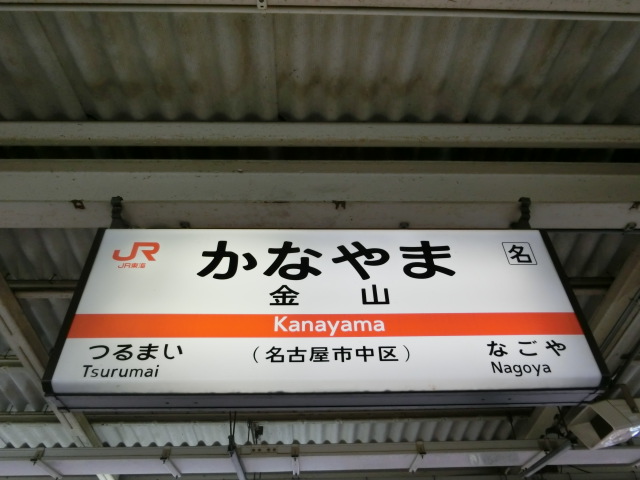 JR
JR東海
かなやま
名
金山
Kanayama
つるまい
Tsurumai
(名古屋市中区)
なごや
Nagoya